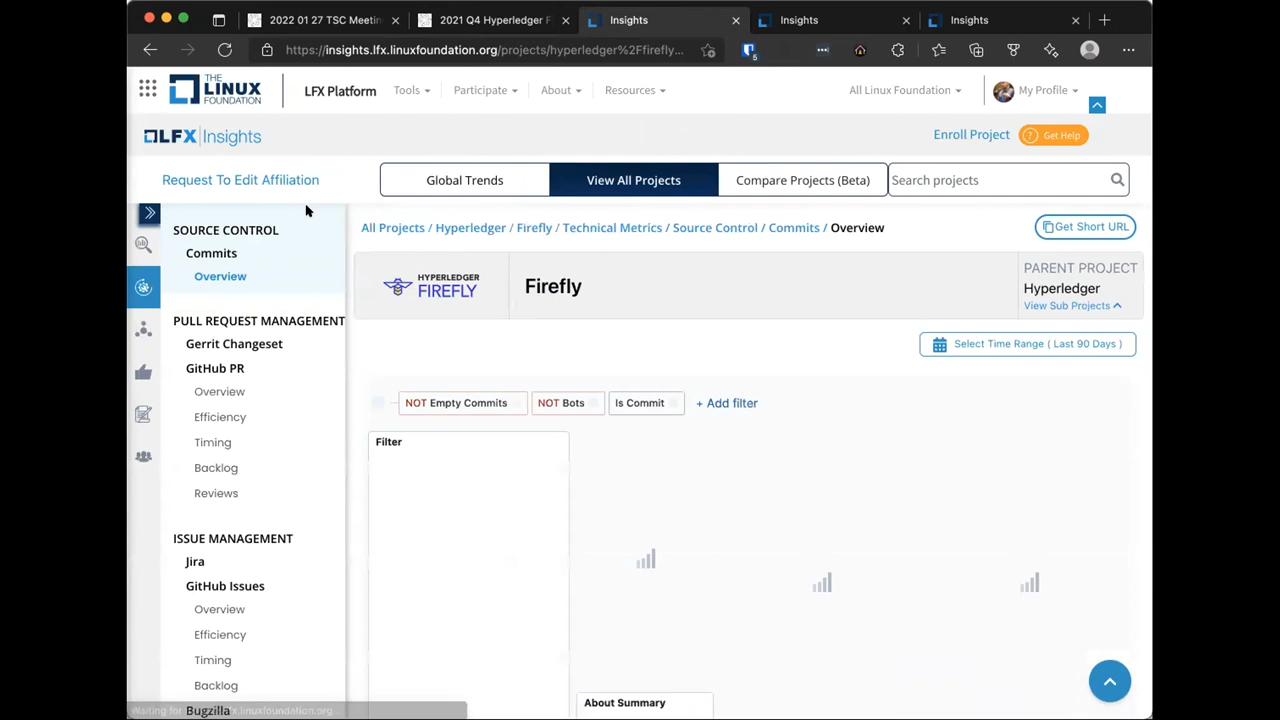 2022 01 27 TSC Meetin
2021 Q4 Hyperledger F
Insights
Insights
Insights
https://insights.lfx.linuxfoundation.org/projects/hyperledger%2Ffirefly...
5
THE LINUX FOUNDATION
LFX Platform
Tools
Participate
About
Resources
All Linux Foundation
My Profile
LFX Insights
Enroll Project
? Get Help
Request To Edit Affiliation
Global Trends
View All Projects
Compare Projects (Beta)
Search projects
SOURCE CONTROL
Commits
Overview
PULL REQUEST MANAGEMENT
Gerrit Changeset
GitHub PR
Overview
Efficiency
Timing
Backlog
Reviews
ISSUE MANAGEMENT
Jira
GitHub Issues
Overview
Efficiency
Timing
Backlog
Bugzilla
All Projects / Hyperledger / Firefly / Technical Metrics / Source Control / Commits / Overview
Get Short URL
HYPERLEDGER
FIREFLY
Firefly
PARENT PROJECT
Hyperledger
View Sub Projects
Select Time Range ( Last 90 Days )
NOT Empty Commits
NOT Bots
Is Commit
+ Add filter
Filter
About Summary